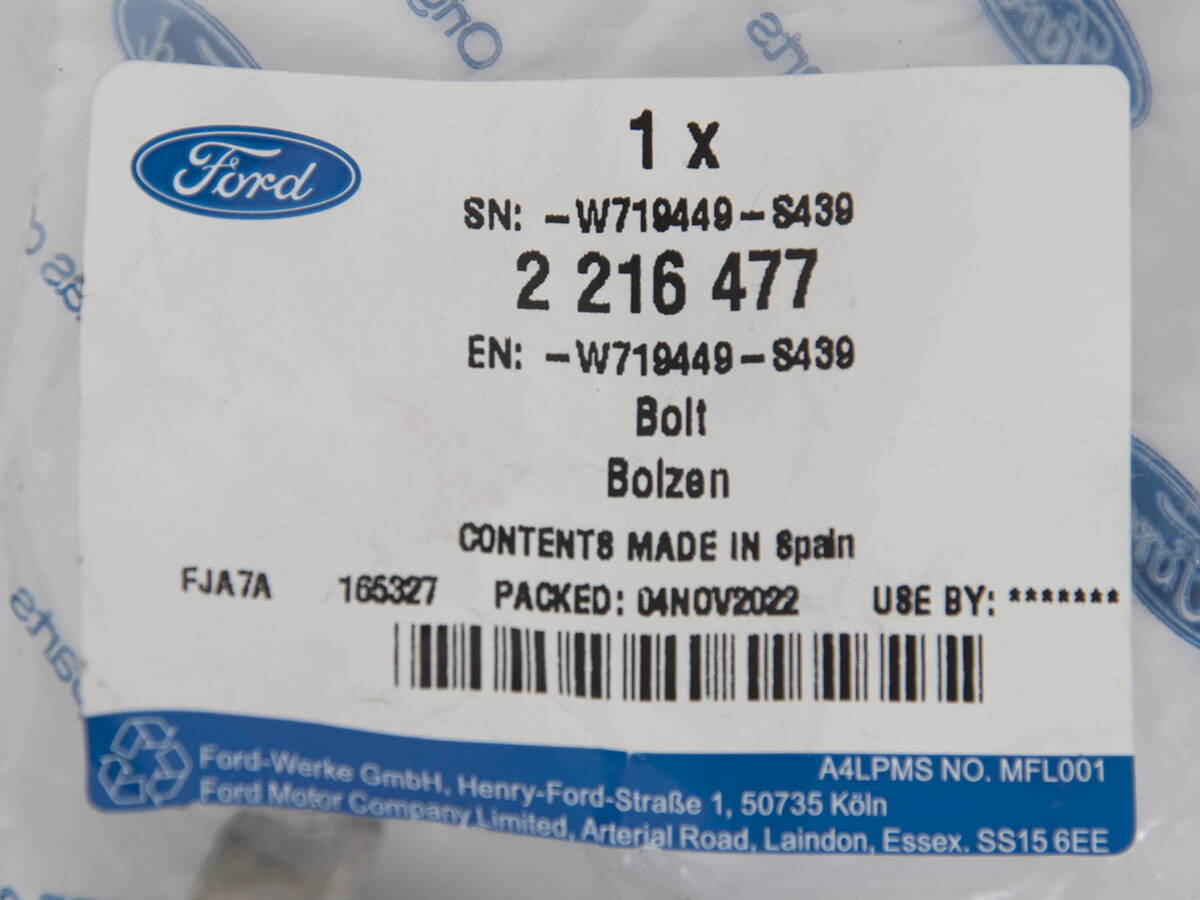 Ford
1 x
SN: -W719449-S439
2 216 477
EN: -W719449-S439
Bolt
Bolzen
CONTENTS MADE IN Spain
FJA7A 165327 PACKED: 04NOV2022 USE BY: *******
A4LPMS NO. MFL001
Ford-Werke GmbH, Henry-Ford-Straße 1, 50735 Köln
Ford Motor Company Limited, Arterial Road, Laindon, Essex. SS15 6EE